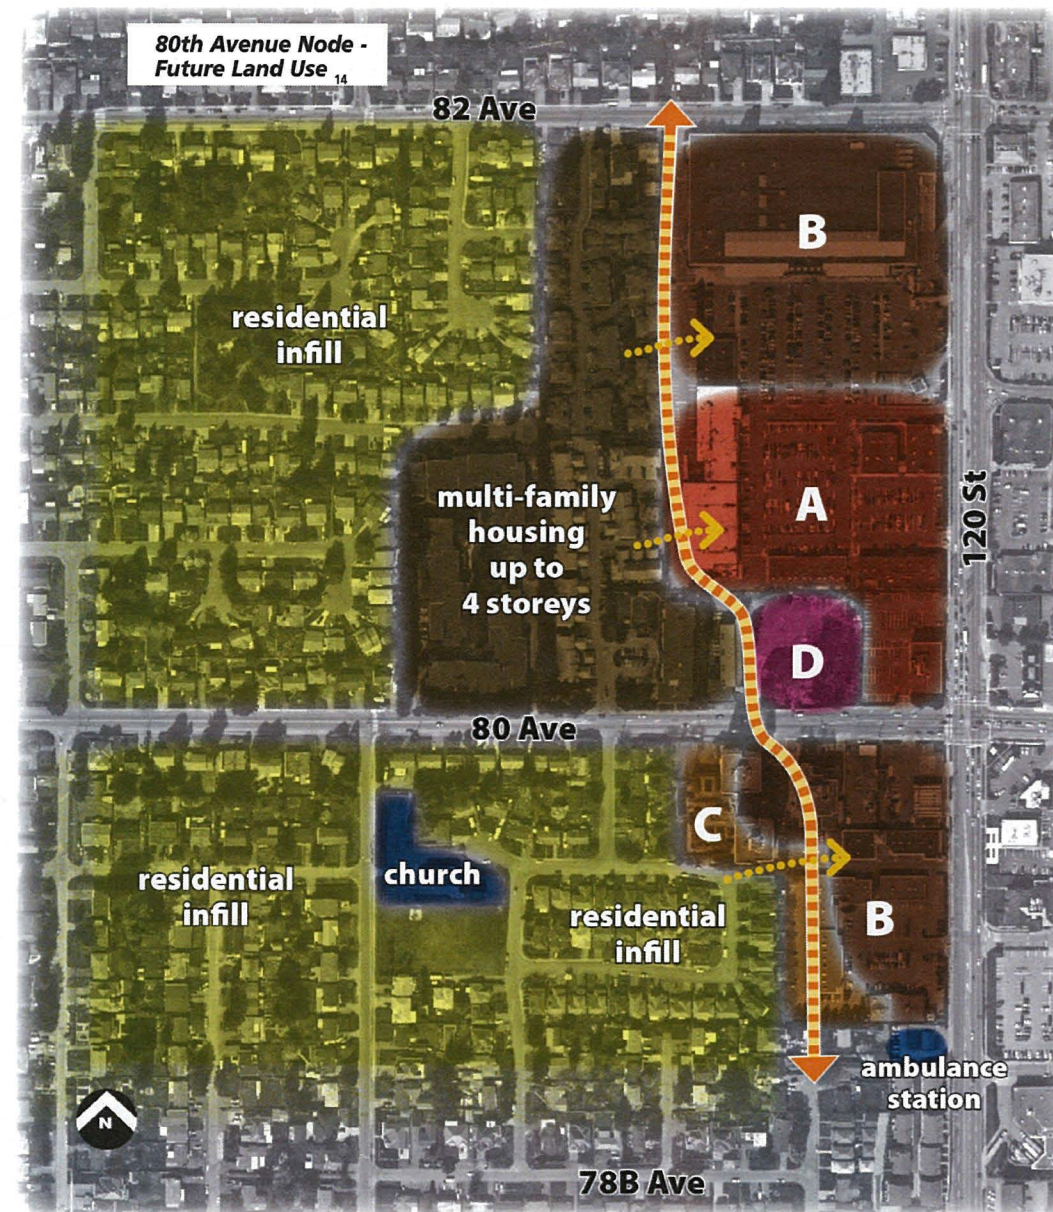 80th Avenue Node -
Future Land Use 14
82 Ave
B
residential
infill
multi-family
housing
up to
4 storeys
A
120 St
D
80 Ave
C
church
residential
infill
residential
infill
B
ambulance
station
N
78B Ave